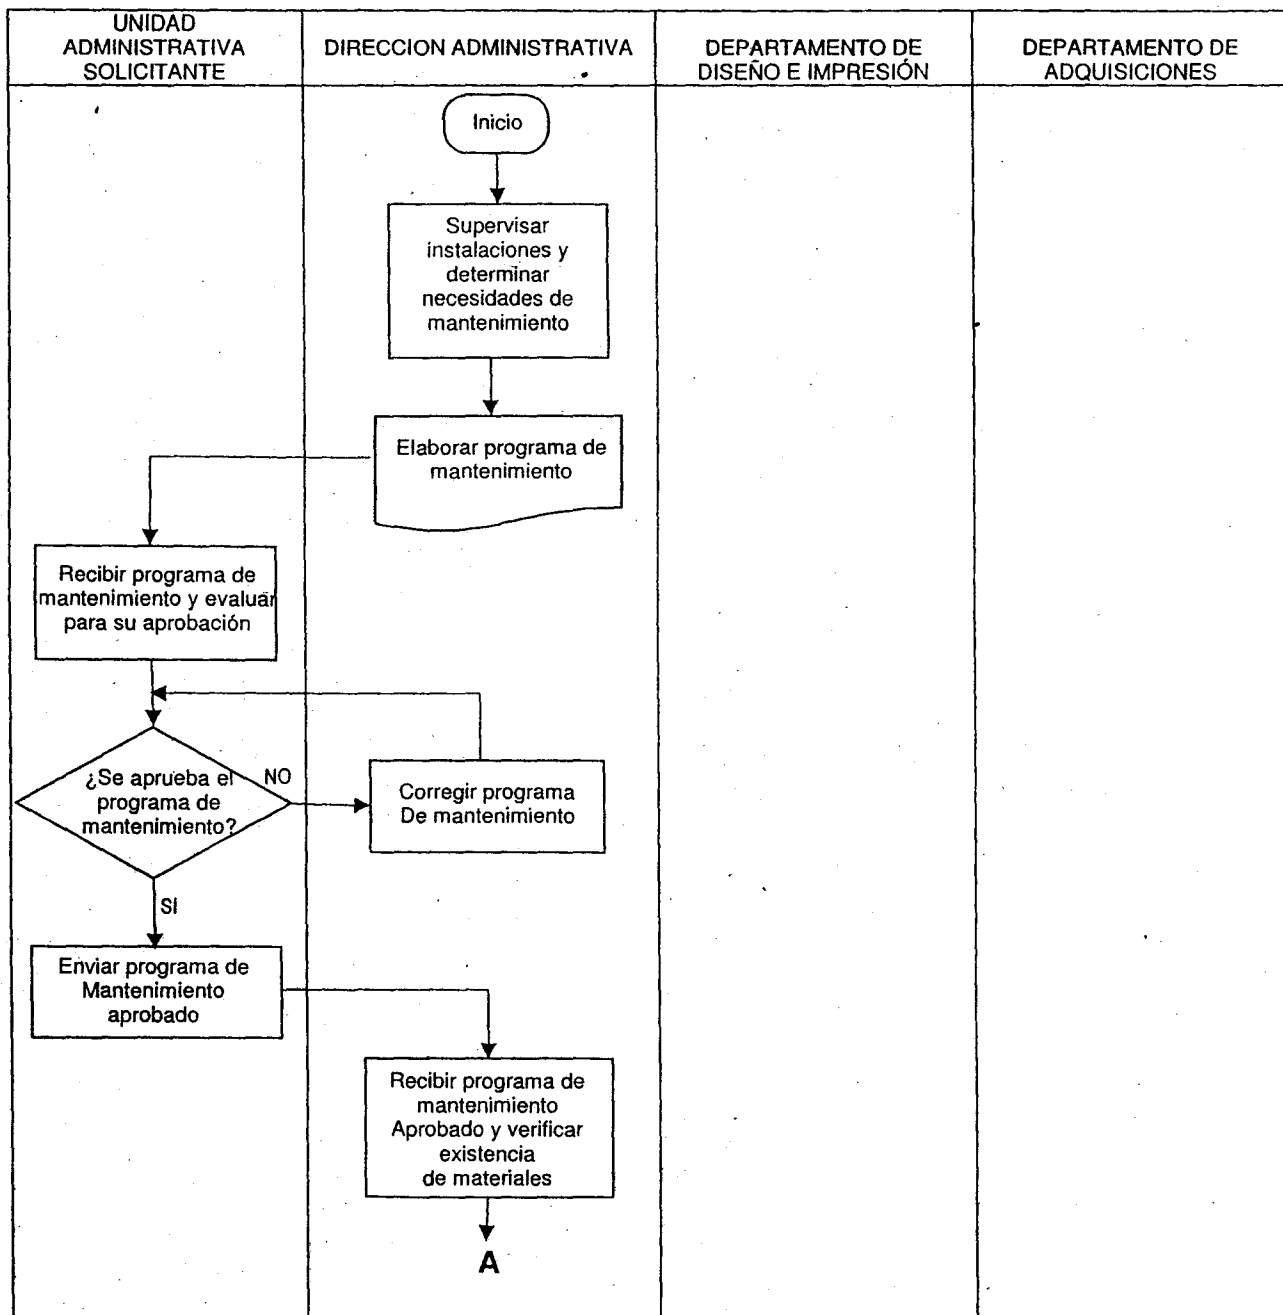 UNIDAD
ADMINISTRATIVA
SOLICITANTE
DIRECCION ADMINISTRATIVA
DEPARTAMENTO DE
DISEÑO E IMPRESIÓN
DEPARTAMENTO DE
ADQUISICIONES
Inicio
Supervisar
instalaciones y
determinar
necesidades de
mantenimiento
Elaborar programa de
mantenimiento
Recibir programa de
mantenimiento y evaluar
para su aprobación
¿Se aprueba el
programa de
mantenimiento?
NO
Corregir programa
De mantenimiento
SI
Enviar programa de
Mantenimiento
aprobado
Recibir programa de
mantenimiento
Aprobado y verificar
existencia
de materiales
A